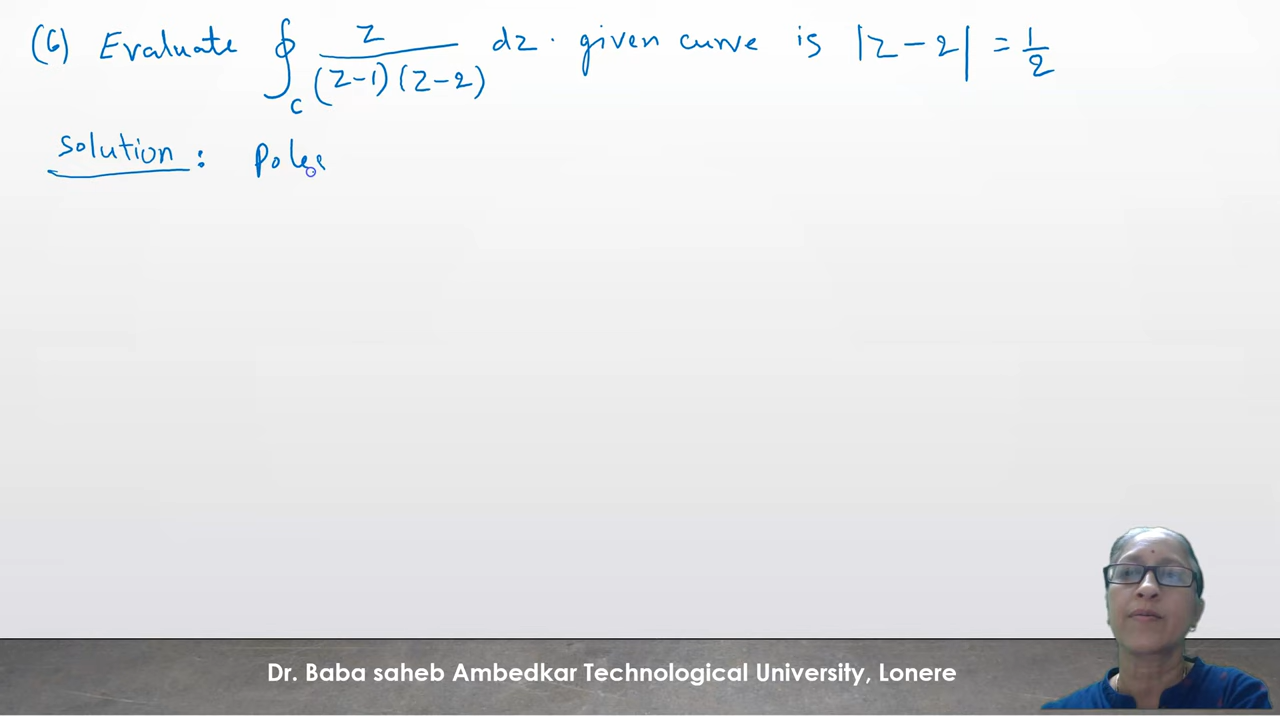 (6) Evaluate ∮_C z/((z-1)(z-2)) dz. given curve is |z-2| = 1/2
Solution: Poles
Dr. Baba saheb Ambedkar Technological University, Lonere